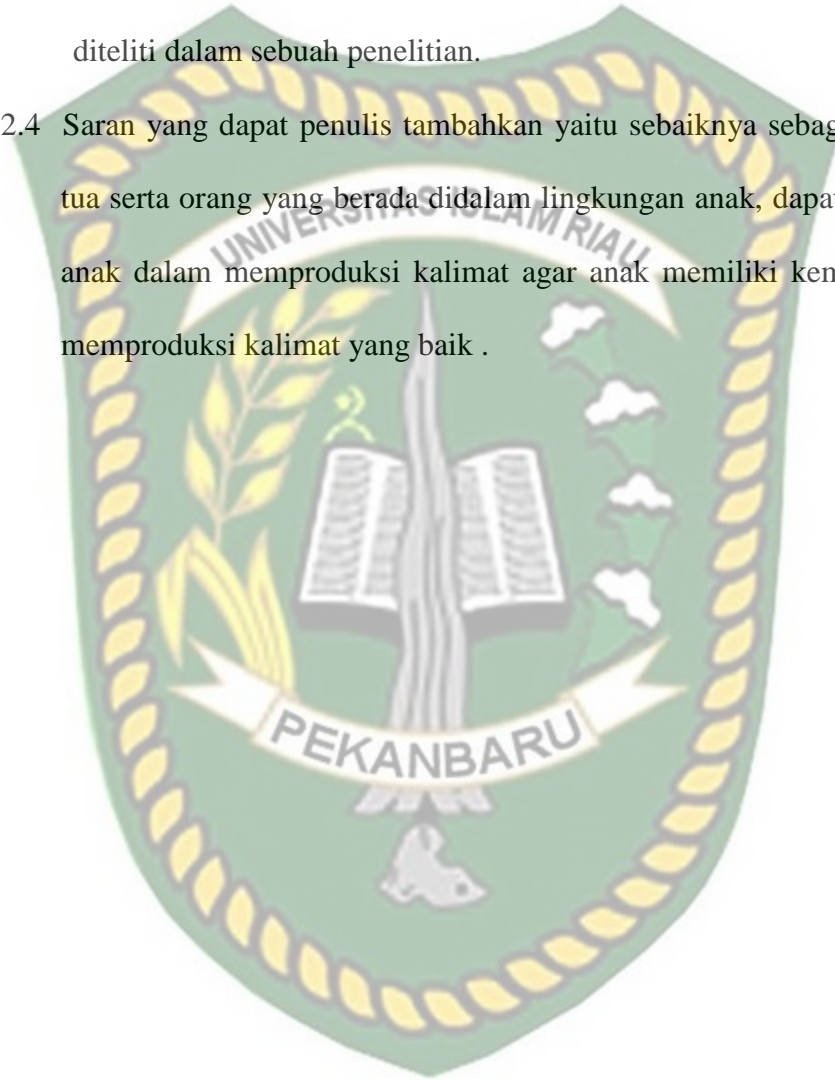 diteliti dalam sebuah penelitian.
2.4 Saran yang dapat penulis tambahkan yaitu sebaiknya sebag
tua serta orang yang berada didalam lingkungan anak, dapat
UNIVERSITAS ISLAM RIAU
anak dalam memproduksi kalimat agar anak memiliki kem
memproduksi kalimat yang baik .
PEKANBARU